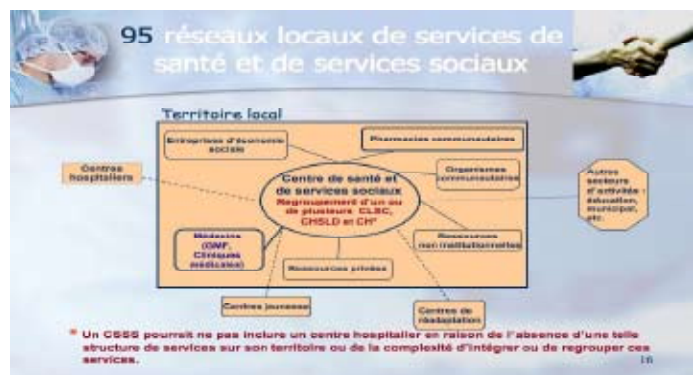 95 réseaux locaux de services de
santé et de services sociaux
Territoire local
Entreprises d'économie
sociale
Pharmacies communautaires
Centres
hospitaliers
Centre de santé et
de services sociaux
Regroupement d'un ou
de plusieurs CLSC,
CHSLD et CH*
Organismes
communautaires
Autres
secteurs
d'activité :
éducation,
municipal,
etc.
Médecins
(GMF,
Cliniques
médicales)
Ressources
non institutionnelles
Ressources privées
Centres jeunesse
Centres de
réadaptation
* Un CSSS pourrait ne pas inclure un centre hospitalier en raison de l'absence d'une telle
structure de services sur son territoire ou de la complexité d'intégrer ou de regrouper ces
services.
16